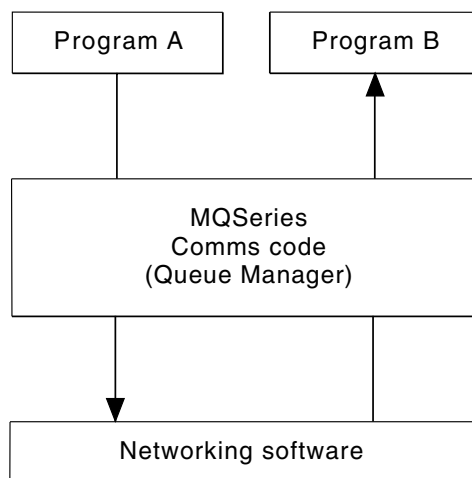 Program A
Program B
MQSeries
Comms code
(Queue Manager)
Networking software